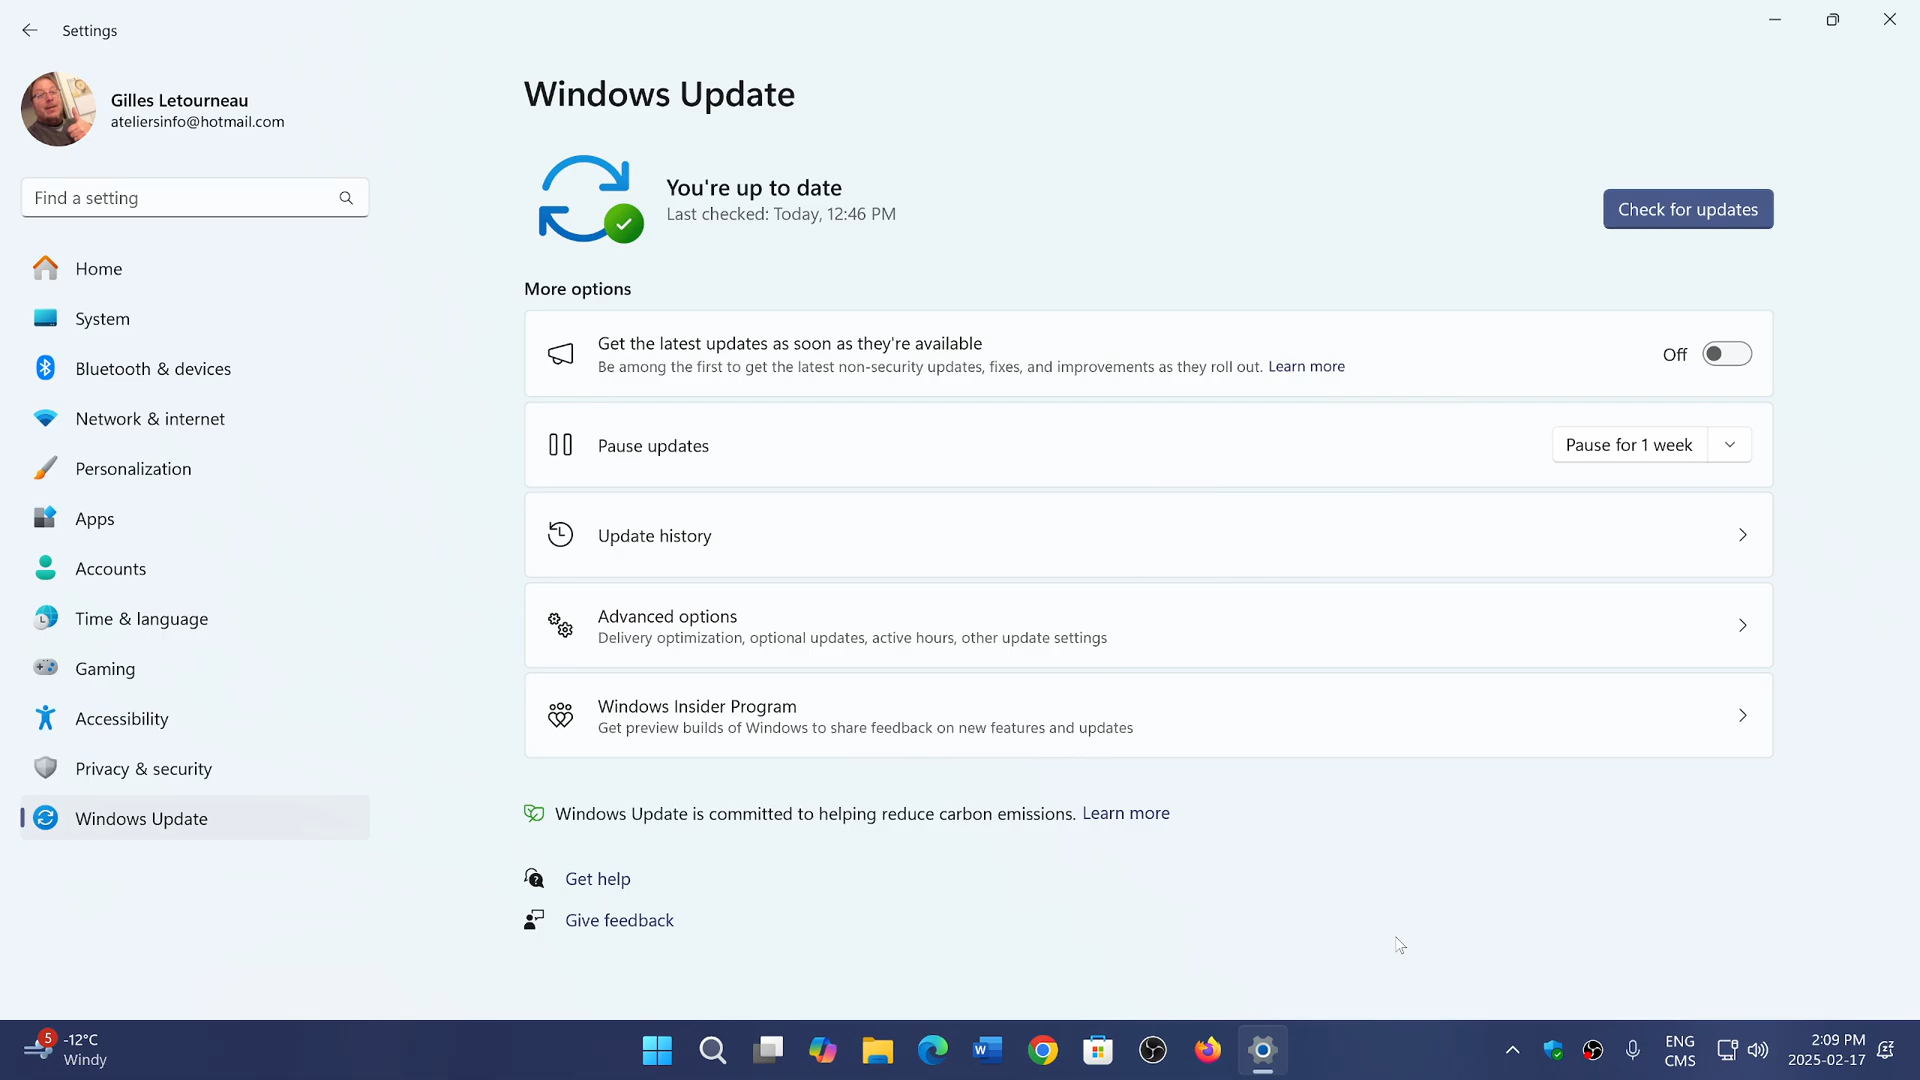 Settings
Gilles Letourneau
ateliersinfo@hotmail.com
Find a setting
Home
System
Bluetooth & devices
Network & internet
Personalization
Apps
Accounts
Time & language
Gaming
Accessibility
Privacy & security
Windows Update
Windows Update
You're up to date
Last checked: Today, 12:46 PM
Check for updates
More options
Get the latest updates as soon as they're available
Be among the first to get the latest non-security updates, fixes, and improvements as they roll out. Learn more
Off
Pause updates
Pause for 1 week
Update history
Advanced options
Delivery optimization, optional updates, active hours, other update settings
Windows Insider Program
Get preview builds of Windows to share feedback on new features and updates
Windows Update is committed to helping reduce carbon emissions. Learn more
Get help
Give feedback
5
-12°C
Windy
W
ENG
CMS
2:09 PM
2025-02-17